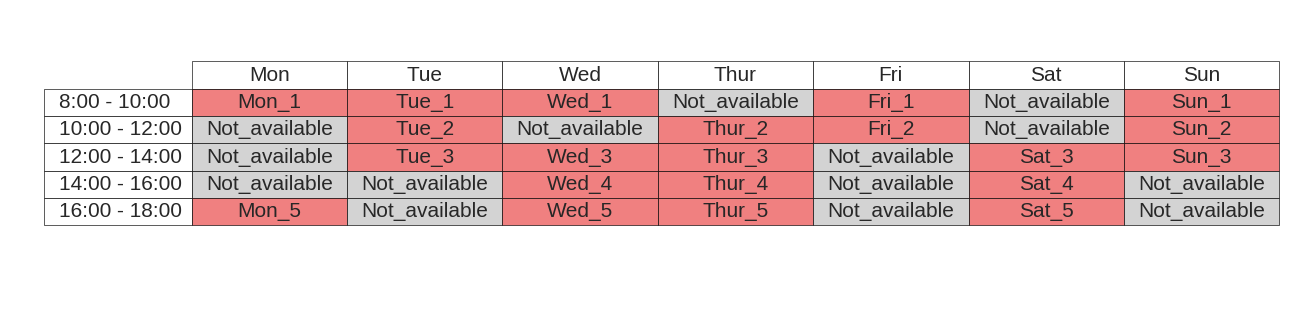 Mon Tue Wed Thur Fri Sat Sun
8:00 - 10:00 Mon_1 Tue_1 Wed_1 Not_available Fri_1 Not_available Sun_1
10:00 - 12:00 Not_available Tue_2 Not_available Thur_2 Fri_2 Not_available Sun_2
12:00 - 14:00 Not_available Tue_3 Wed_3 Thur_3 Not_available Sat_3 Sun_3
14:00 - 16:00 Not_available Not_available Wed_4 Thur_4 Not_available Sat_4 Not_available
16:00 - 18:00 Mon_5 Not_available Wed_5 Thur_5 Not_available Sat_5 Not_available